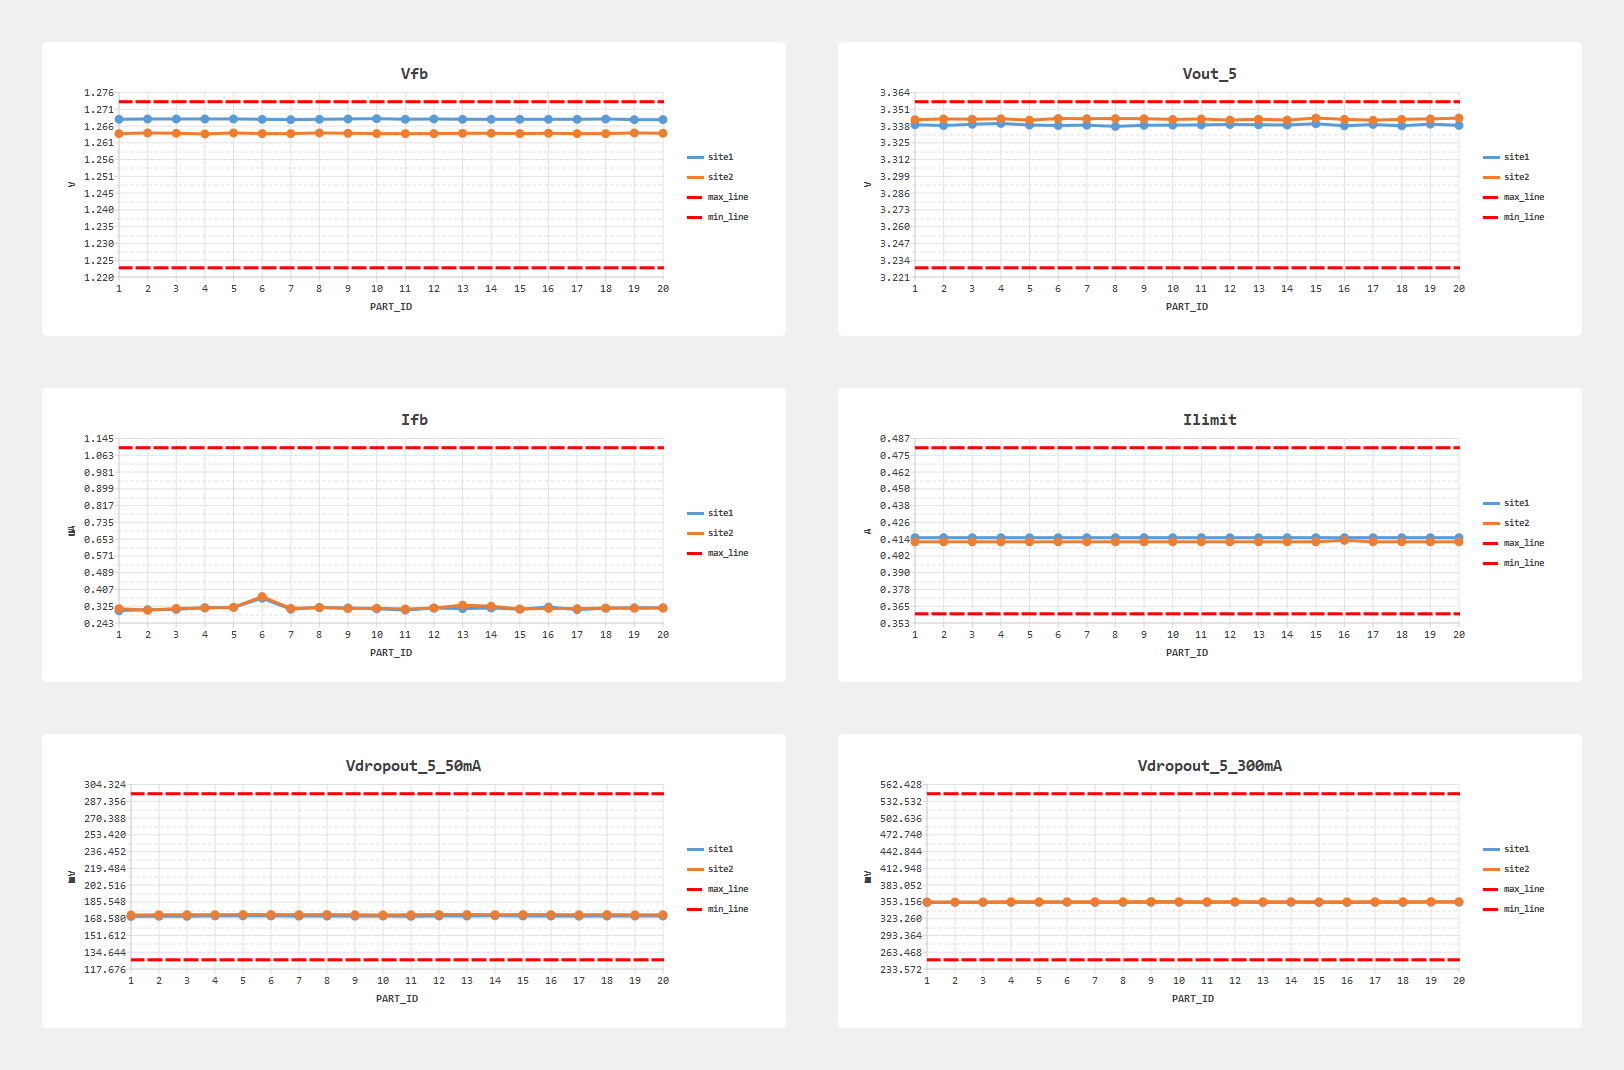 Vfb
1.276
1.271
1.266
1.261
1.256
1.251
1.245
1.240
1.235
1.230
1.225
1.220
V
1 2 3 4 5 6 7 8 9 10 11 12 13 14 15 16 17 18 19 20
PART_ID
site1
site2
max_line
min_line
Vout_5
3.364
3.351
3.338
3.325
3.312
3.299
3.286
3.273
3.260
3.247
3.234
3.221
V
1 2 3 4 5 6 7 8 9 10 11 12 13 14 15 16 17 18 19 20
PART_ID
site1
site2
max_line
min_line
Ifb
1.145
1.063
0.981
0.899
0.817
0.735
0.653
0.571
0.489
0.407
0.325
0.243
uA
1 2 3 4 5 6 7 8 9 10 11 12 13 14 15 16 17 18 19 20
PART_ID
site1
site2
max_line
Ilimit
0.487
0.475
0.462
0.450
0.438
0.426
0.414
0.402
0.390
0.378
0.365
0.353
A
1 2 3 4 5 6 7 8 9 10 11 12 13 14 15 16 17 18 19 20
PART_ID
site1
site2
max_line
min_line
Vdropout_5_50mA
304.324
287.356
270.388
253.420
236.452
219.484
202.516
185.548
168.580
151.612
134.644
117.676
mV
1 2 3 4 5 6 7 8 9 10 11 12 13 14 15 16 17 18 19 20
PART_ID
site1
site2
max_line
min_line
Vdropout_5_300mA
562.428
532.532
502.636
472.740
442.844
412.948
383.052
353.156
323.260
293.364
263.468
233.572
mV
1 2 3 4 5 6 7 8 9 10 11 12 13 14 15 16 17 18 19 20
PART_ID
site1
site2
max_line
min_line